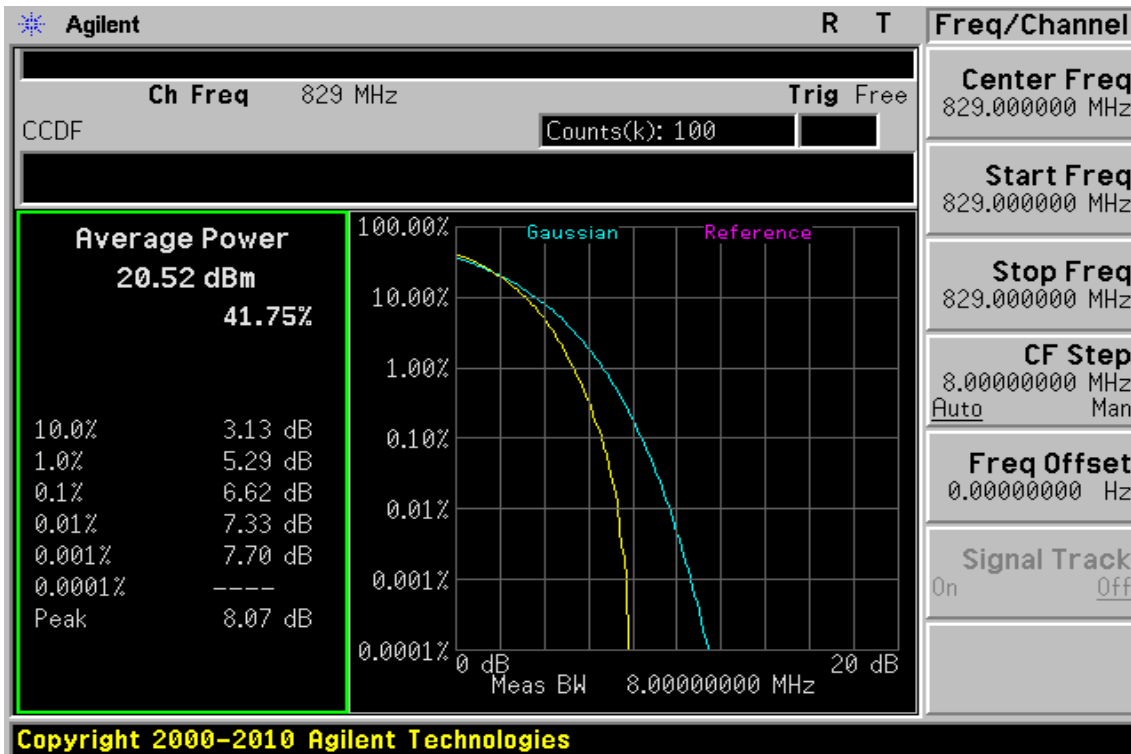 Agilent R T
Freq/Channel
Ch Freq 829 MHz Trig Free
CCDF
Counts(k): 100
Average Power
20.52 dBm
41.75%
10.0% 3.13 dB
1.0% 5.29 dB
0.1% 6.62 dB
0.01% 7.33 dB
0.001% 7.70 dB
0.0001% ----
Peak 8.07 dB
Gaussian Reference
100.00%
10.00%
1.00%
0.10%
0.01%
0.001%
0.0001%
0 dB 20 dB
Meas BW 8.00000000 MHz
Center Freq
829.000000 MHz
Start Freq
829.000000 MHz
Stop Freq
829.000000 MHz
CF Step
8.00000000 MHz
Auto Man
Freq Offset
0.00000000 Hz
Signal Track
On Off
Copyright 2000-2010 Agilent Technologies